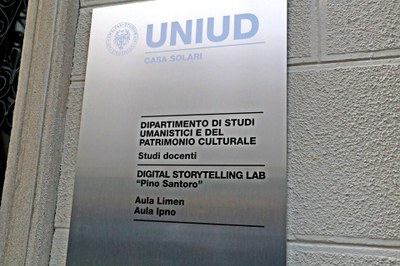 UNIUD
CASA SOLARI
DIPARTIMENTO DI STUDI
UMANISTICI E DEL
PATRIMONIO CULTURALE
Studi docenti
DIGITAL STORYTELLING LAB
"Pino Santoro"
Aula Limen
Aula Ipno